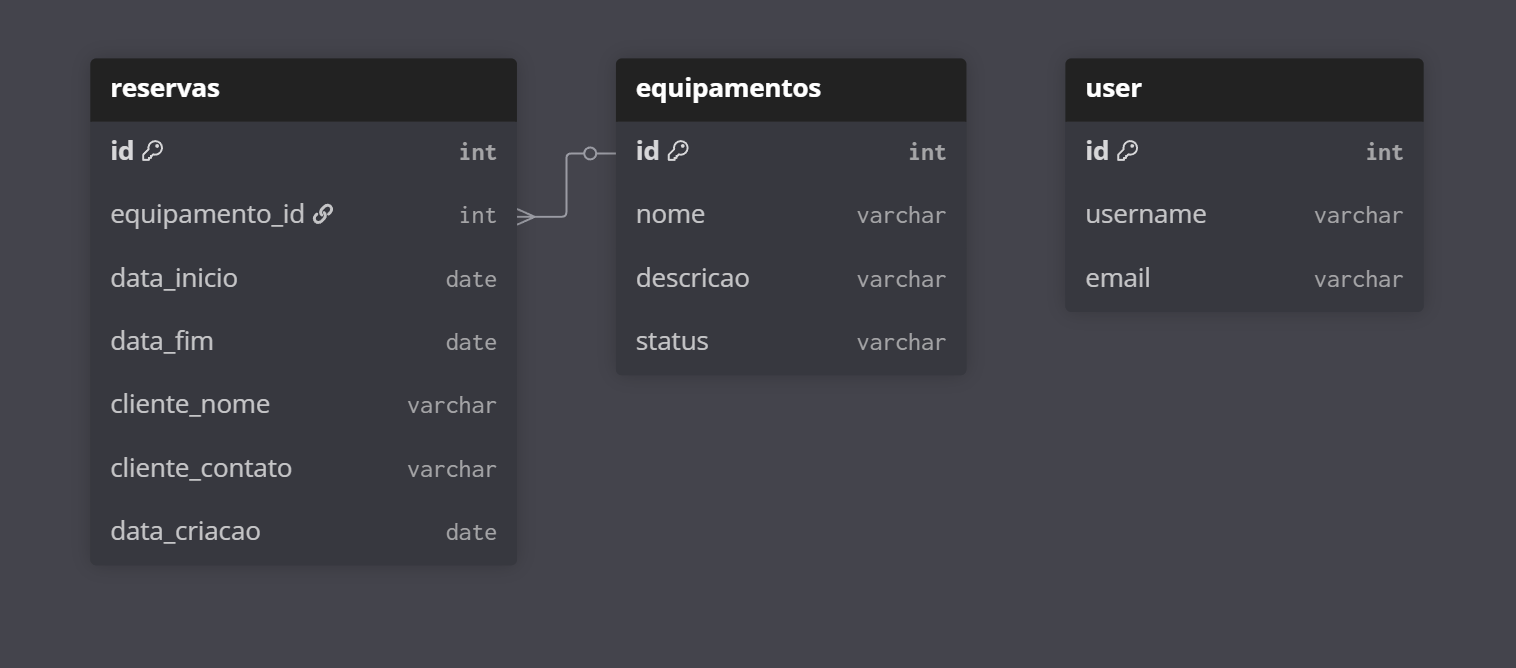 reservas
id int
equipamento_id int
data_inicio date
data_fim date
cliente_nome varchar
cliente_contato varchar
data_criacao date
equipamentos
id int
nome varchar
descricao varchar
status varchar
user
id int
username varchar
email varchar